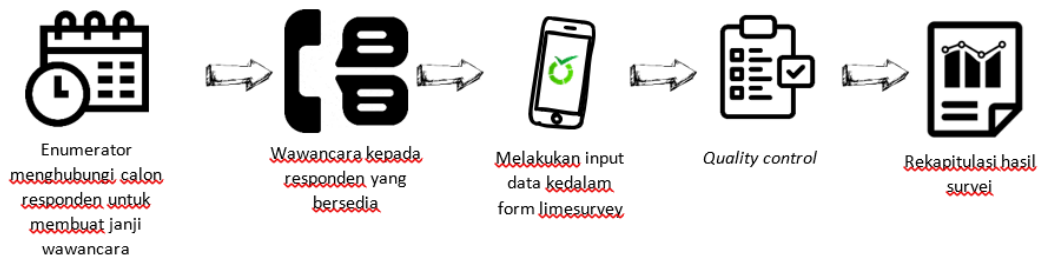 Enumerator
menghubungi calon
responden untuk
membuat janji
wawancara
Wawancara kepada
responden yang
bersedia
Melakukan input
data kedalam
form limesurvey
Quality control
Rekapitulasi hasil
survei